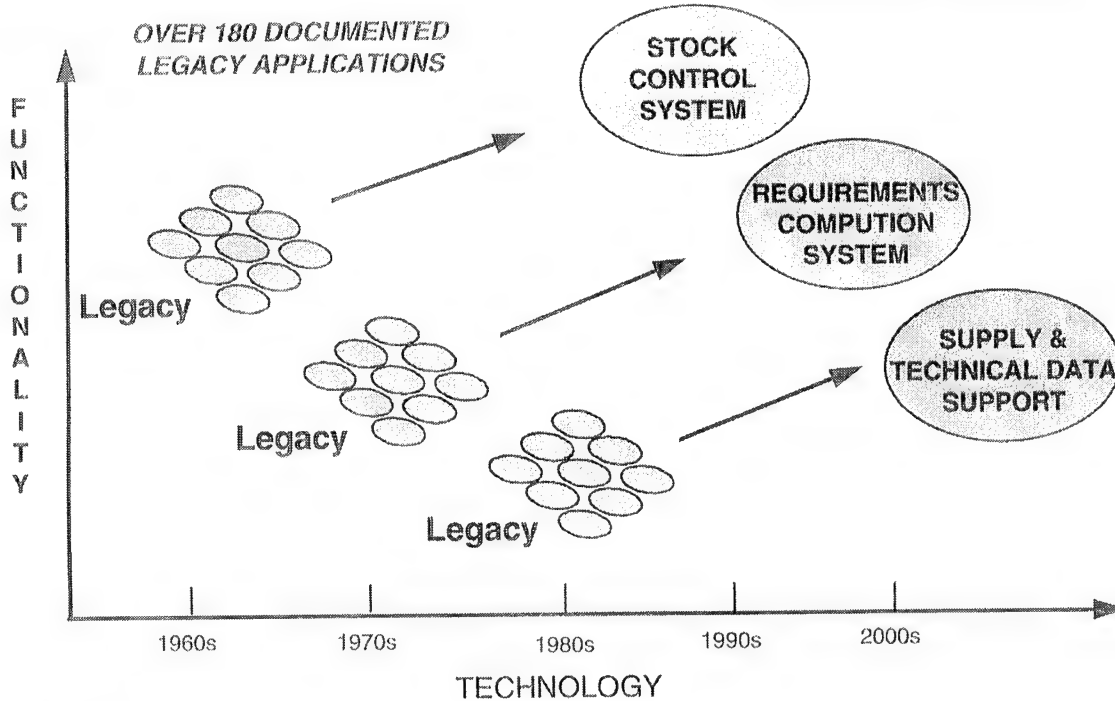 OVER 180 DOCUMENTED
LEGACY APPLICATIONS
STOCK
CONTROL
SYSTEM
REQUIREMENTS
COMPUTION
SYSTEM
SUPPLY &
TECHNICAL DATA
SUPPORT
FUNCTIONALITY
Legacy
Legacy
Legacy
1960s
1970s
1980s
1990s
2000s
TECHNOLOGY